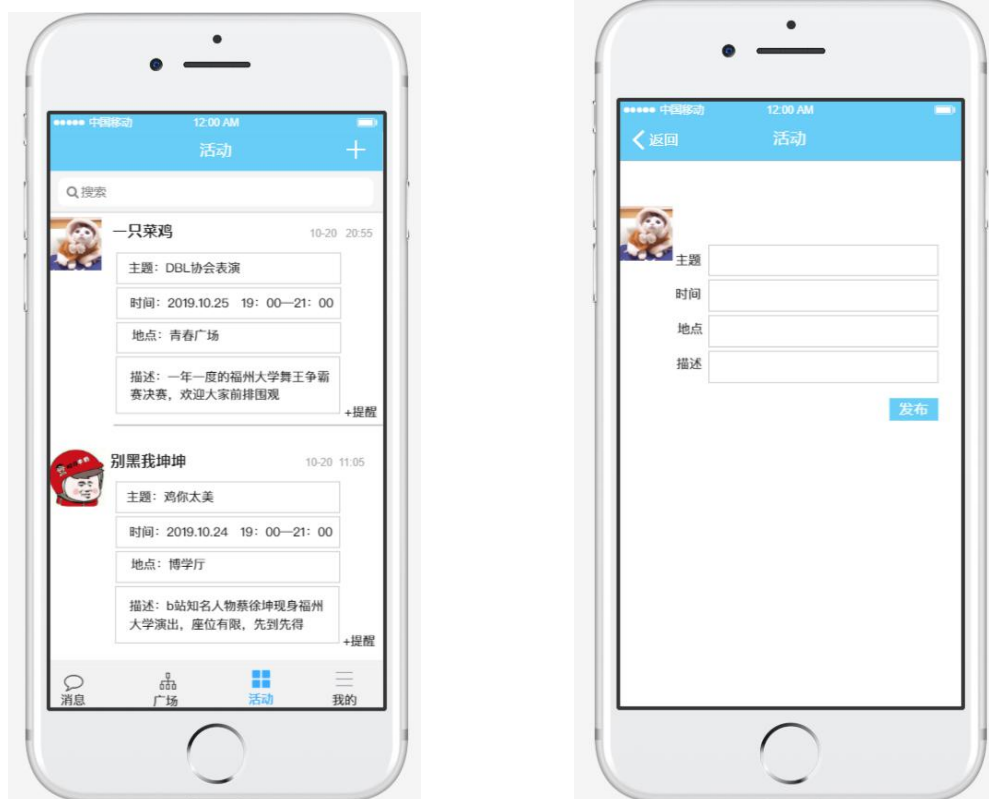 中国移动 12:00 AM
活动
搜索
一只菜鸡 10-20 20:55
主题：DBL协会表演
时间：2019.10.25 19：00—21：00
地点：青春广场
描述：一年一度的福州大学舞王争霸
赛决赛，欢迎大家前排围观
+提醒
别黑我坤坤 10-20 11:05
主题：鸡你太美
时间：2019.10.24 19：00—21：00
地点：博学厅
描述：b站知名人物蔡徐坤现身福州
大学演出，座位有限，先到先得
+提醒
消息 广场 活动 我的
中国移动 12:00 AM
返回 活动
主题
时间
地点
描述
发布